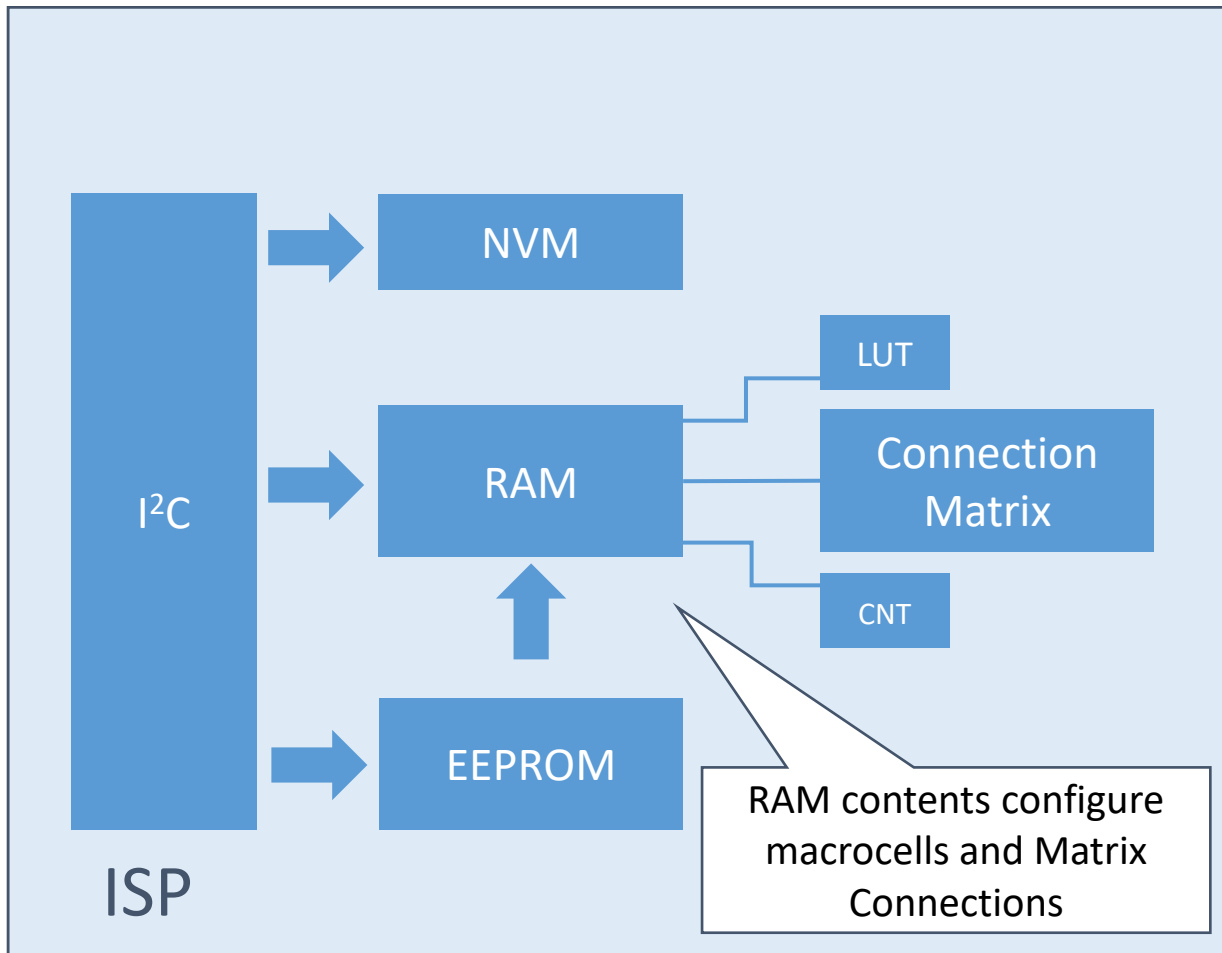 NVM
LUT
Connection
Matrix
RAM
I²C
CNT
EEPROM
RAM contents configure
macrocells and Matrix
Connections
ISP